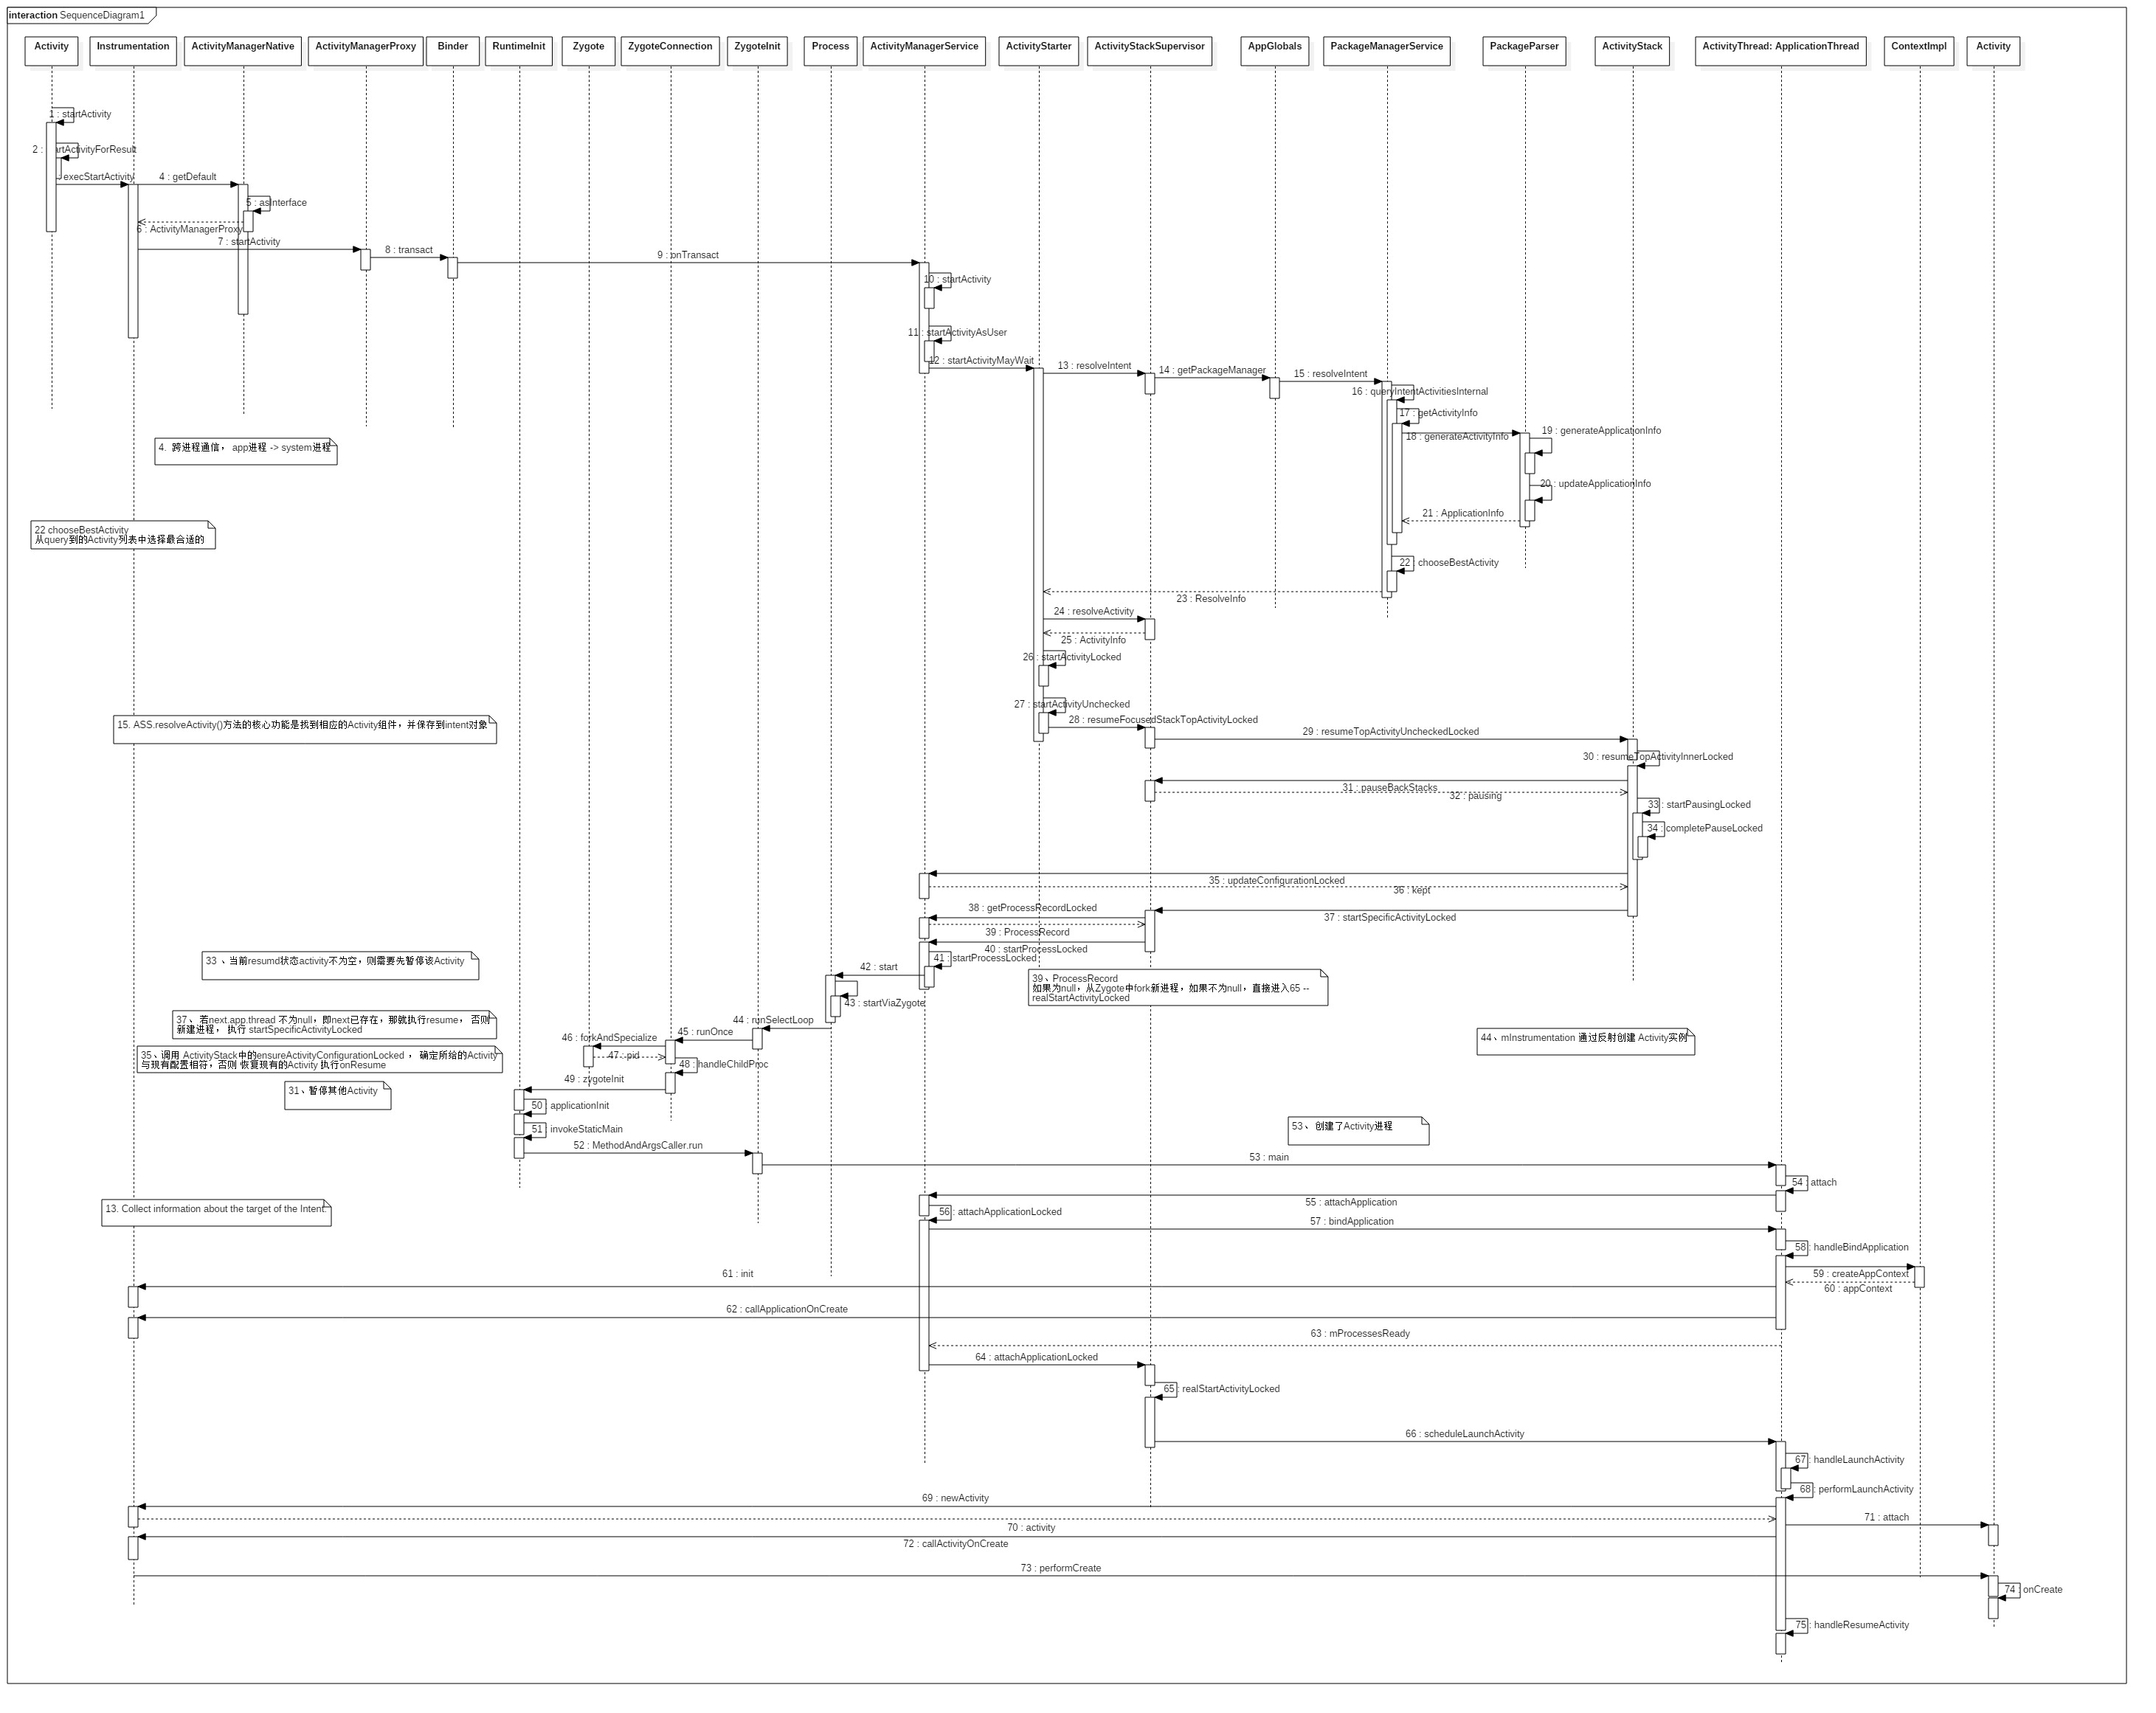 interaction SequenceDiagram1
Activity
Instrumentation
ActivityManagerNative
ActivityManagerProxy
Binder
RuntimeInit
Zygote
ZygoteConnection
ZygoteInit
Process
ActivityManagerService
ActivityStarter
ActivityStackSupervisor
AppGlobals
PackageManagerService
PackageParser
ActivityStack
ActivityThread: ApplicationThread
ContextImpl
Activity
1 : startActivity
2 : artActivityForResult
: execStartActivity
4 : getDefault
5 : asInterface
6 : ActivityManagerProxy
7 : startActivity
8 : transact
9 : onTransact
10 : startActivity
11 : startActivityAsUser
12 : startActivityMayWait
13 : resolveIntent
14 : getPackageManager
15 : resolveIntent
16 : queryIntentActivitiesInternal
17 : getActivityInfo
18 : generateActivityInfo
19 : generateApplicationInfo
4. 跨进程通信， app进程 -> system进程
20 : updateApplicationInfo
21 : ApplicationInfo
22 chooseBestActivity
从query到的Activity列表中选择最合适的
22 : chooseBestActivity
23 : ResolveInfo
24 : resolveActivity
25 : ActivityInfo
26 : startActivityLocked
27 : startActivityUnchecked
28 : resumeFocusedStackTopActivityLocked
15. ASS.resolveActivity()方法的核心功能是找到相应的Activity组件，并保存到intent对象
29 : resumeTopActivityUncheckedLocked
30 : resumeTopActivityInnerLocked
31 : pauseBackStacks
32 : pausing
33 : startPausingLocked
34 : completePauseLocked
35 : updateConfigurationLocked
36 : kept
37 : startSpecificActivityLocked
38 : getProcessRecordLocked
39 : ProcessRecord
40 : startProcessLocked
41 : startProcessLocked
33 、当前resumd状态activity不为空，则需要先暂停该Activity
42 : start
39、ProcessRecord
如果为null，从Zygote中fork新进程，如果不为null，直接进入65 --
realStartActivityLocked
43 : startViaZygote
37、 若next.app.thread 不为null，即next已存在，那就执行resume， 否则
新建进程， 执行 startSpecificActivityLocked
44 : runSelectLoop
45 : runOnce
46 : forkAndSpecialize
44、mInstrumentation 通过反射创建 Activity实例
35、调用 ActivityStack中的ensureActivityConfigurationLocked ， 确定所给的Activity
与现有配置相符，否则 恢复现有的Activity 执行onResume
47 : pid
48 : handleChildProc
49 : zygoteInit
31、暂停其他Activity
50 : applicationInit
51 : invokeStaticMain
53、 创建了Activity进程
52 : MethodAndArgsCaller.run
53 : main
54 : attach
55 : attachApplication
13. Collect information about the target of the Intent.
56 : attachApplicationLocked
57 : bindApplication
58 : handleBindApplication
59 : createAppContext
60 : appContext
61 : init
62 : callApplicationOnCreate
63 : mProcessesReady
64 : attachApplicationLocked
65 : realStartActivityLocked
66 : scheduleLaunchActivity
67 : handleLaunchActivity
68 : performLaunchActivity
69 : newActivity
70 : activity
71 : attach
72 : callActivityOnCreate
73 : performCreate
74 : onCreate
75 : handleResumeActivity